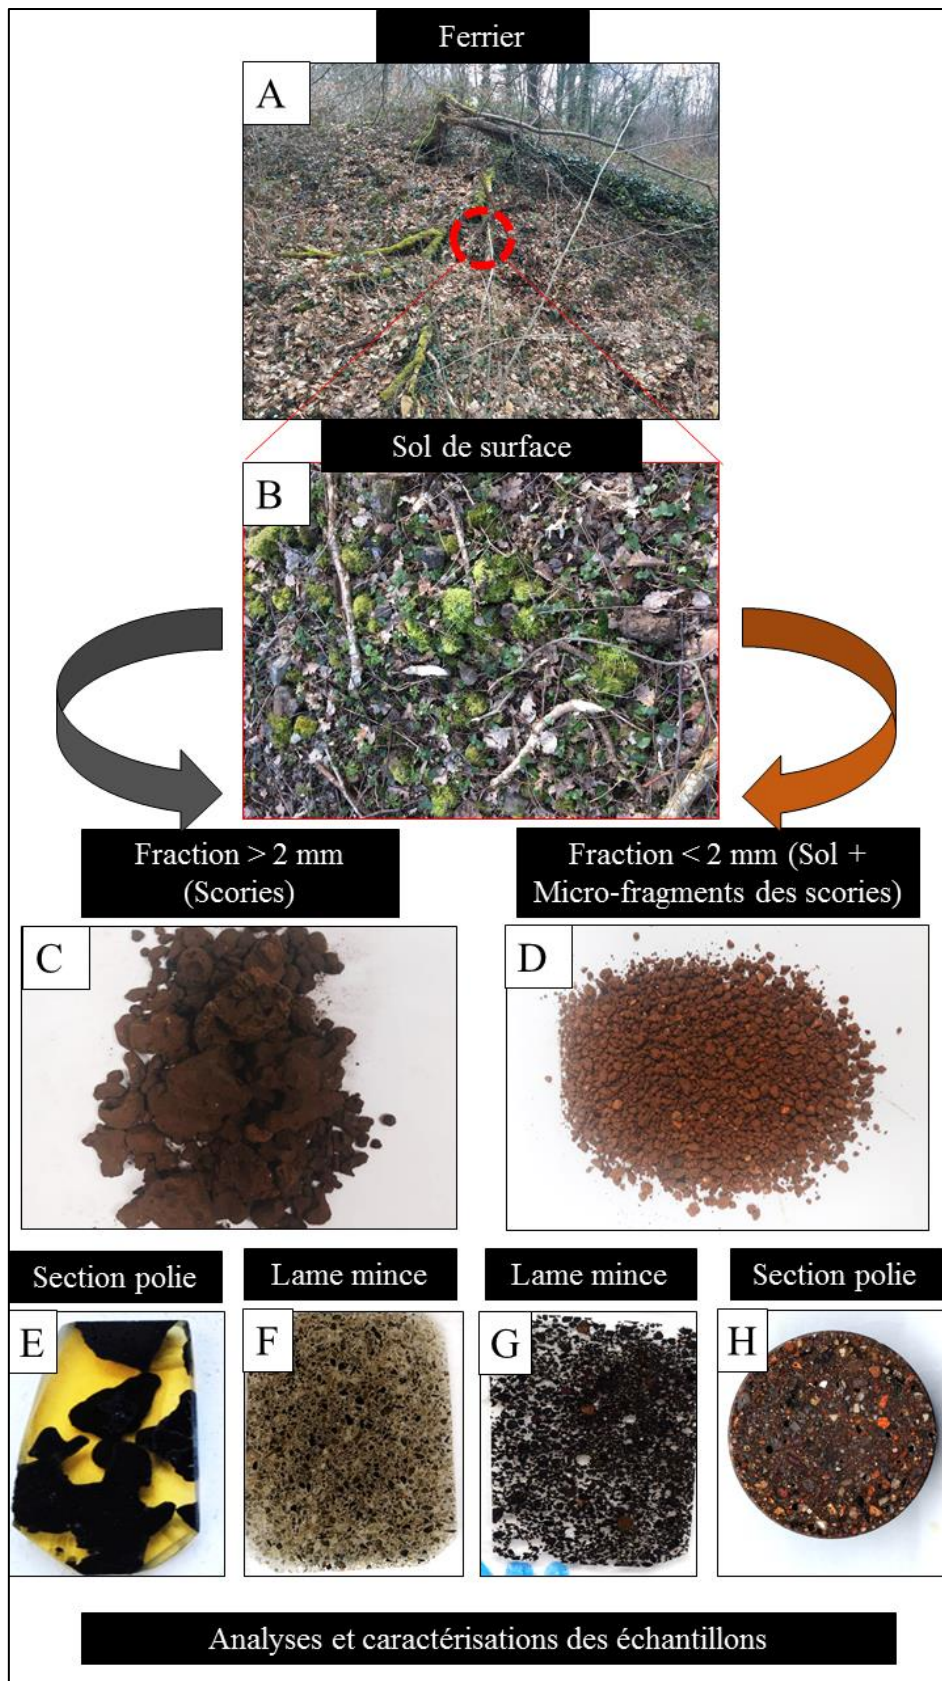 Ferrier
A
Sol de surface
B
Fraction > 2 mm
(Scories)
Fraction < 2 mm (Sol +
Micro-fragments des scories)
C
D
Section polie
Lame mince
Lame mince
Section polie
E
F
G
H
Analyses et caractérisations des échantillons